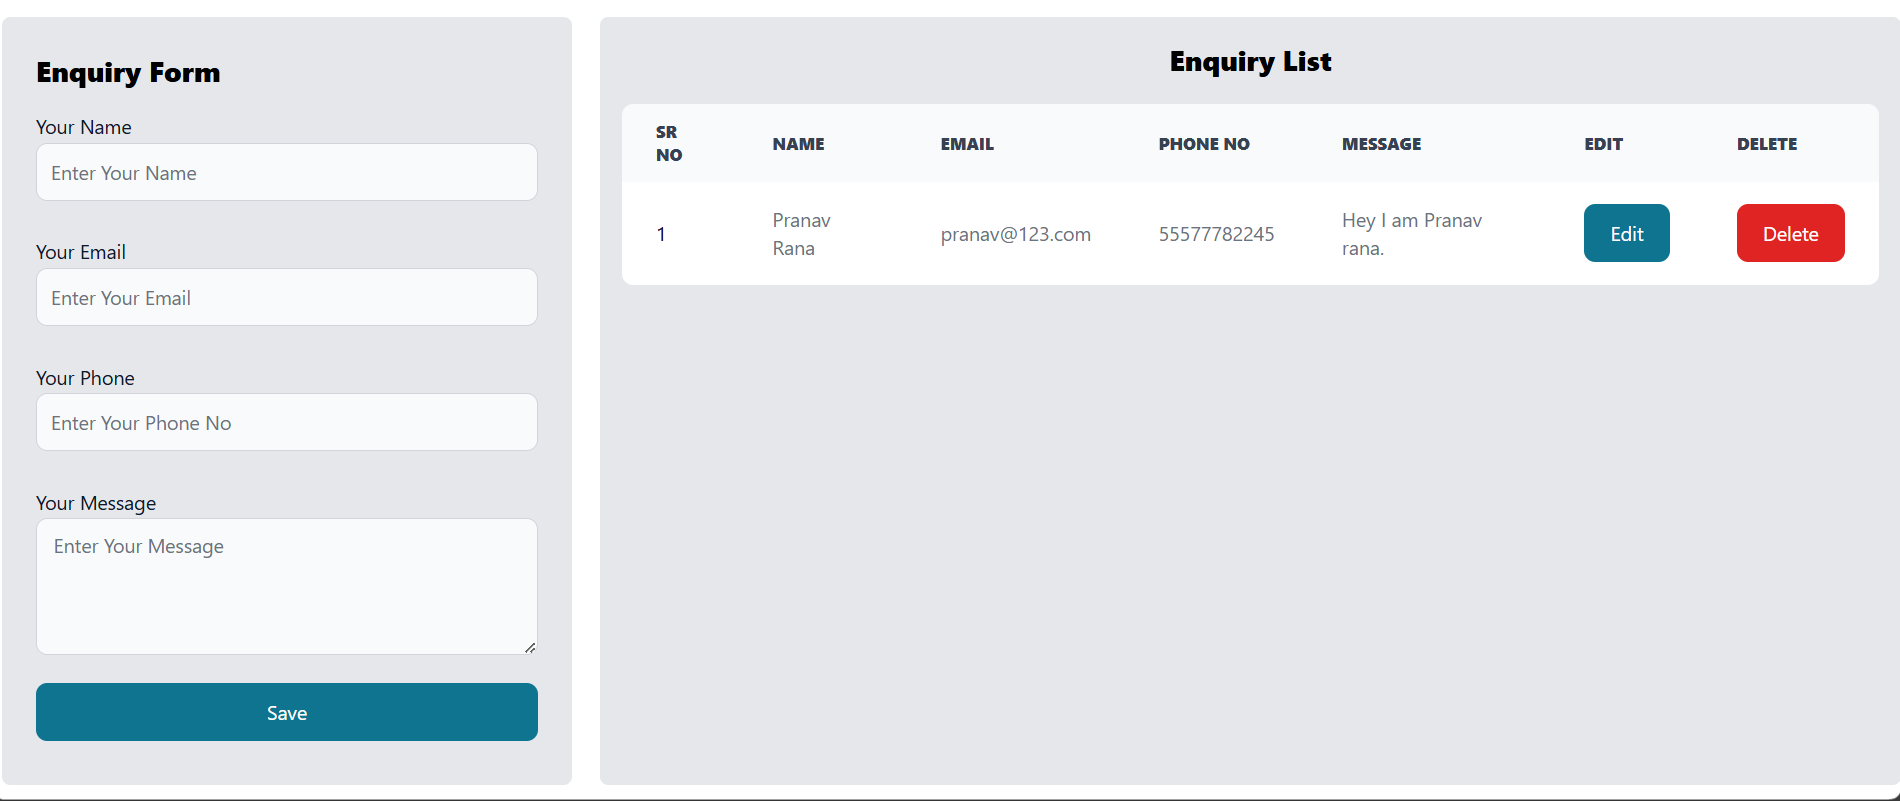 Enquiry Form
Your Name
Enter Your Name
Your Email
Enter Your Email
Your Phone
Enter Your Phone No
Your Message
Enter Your Message
Save
Enquiry List
SR NO NAME EMAIL PHONE NO MESSAGE EDIT DELETE
1 Pranav Rana pranav@123.com 55577782245 Hey I am Pranav rana. Edit Delete